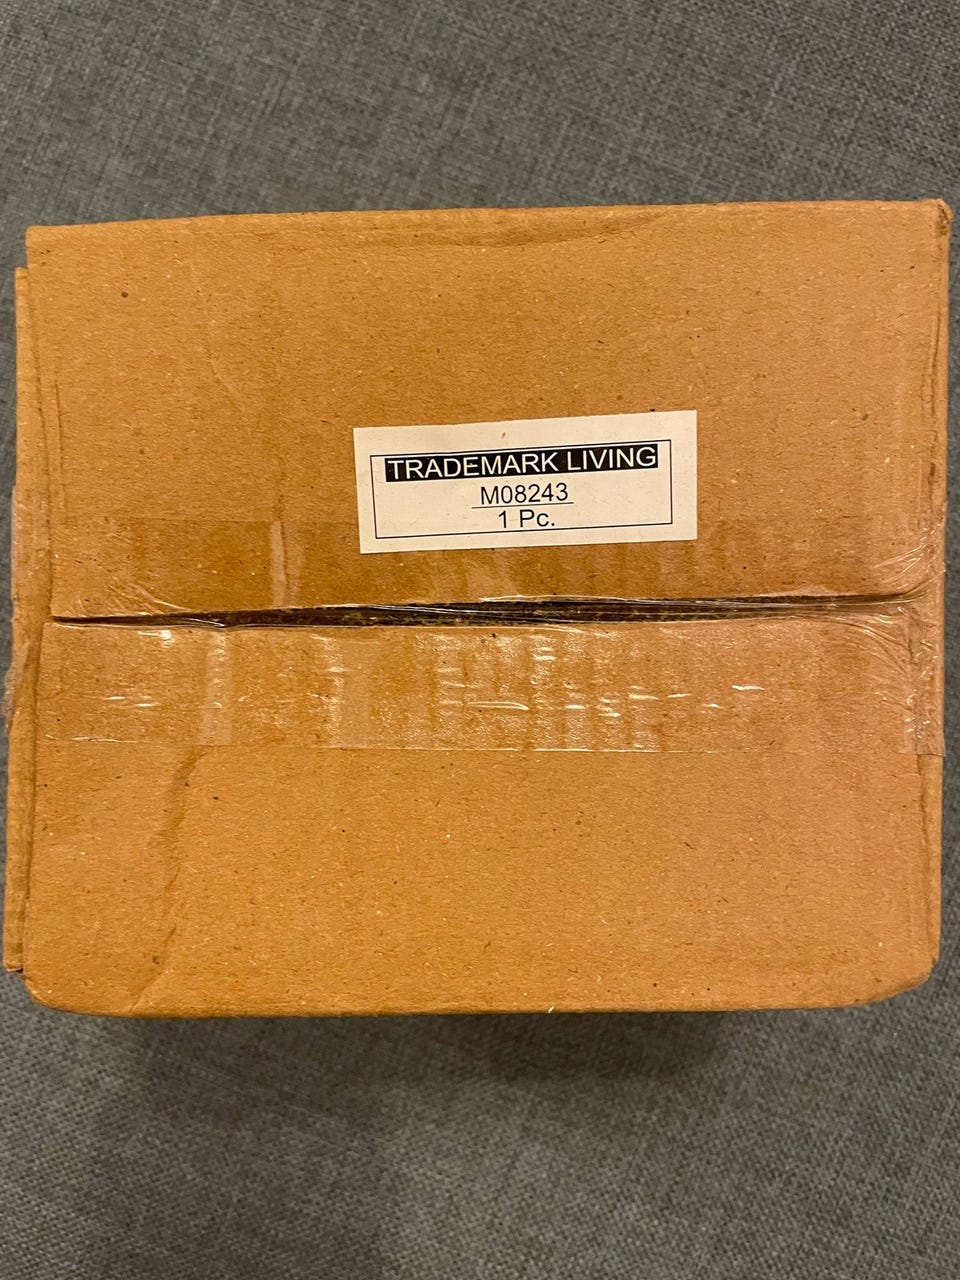 TRADEMARK LIVING
M08243
1 Pc.